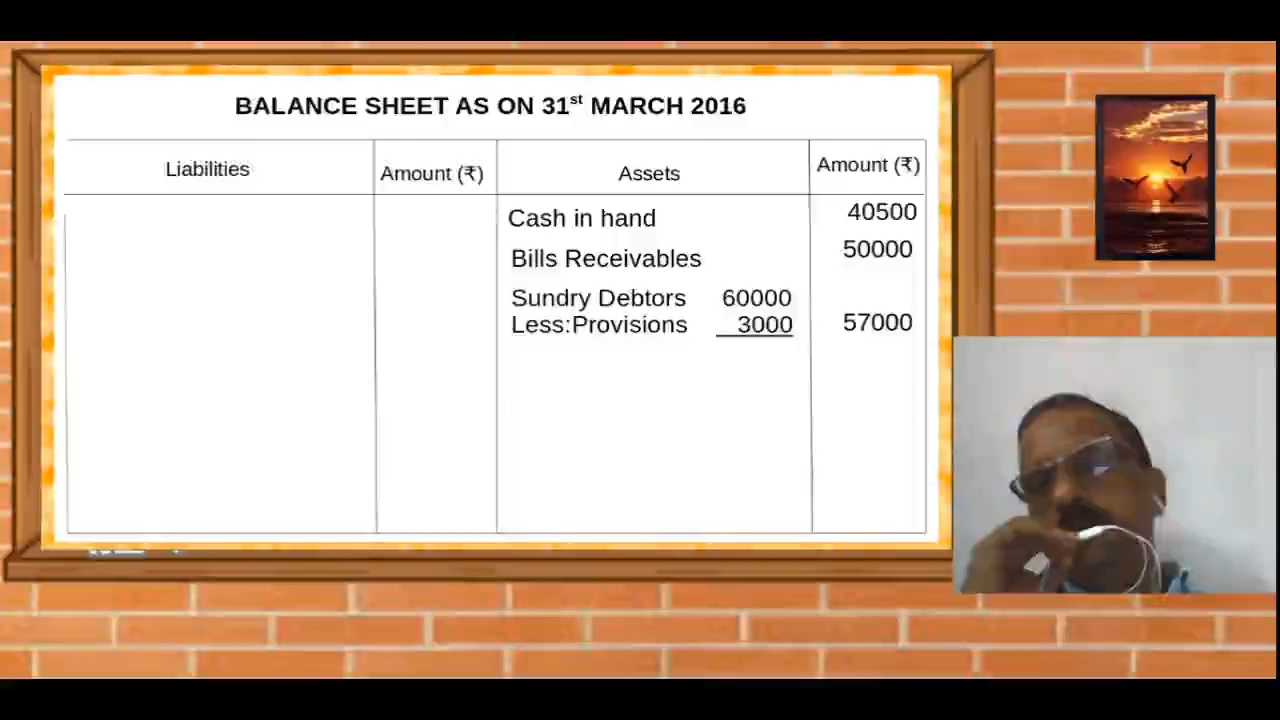 BALANCE SHEET AS ON 31st MARCH 2016
Liabilities Amount (₹) Assets Amount (₹)
Cash in hand 40500
Bills Receivables 50000
Sundry Debtors 60000
Less:Provisions 3000 57000